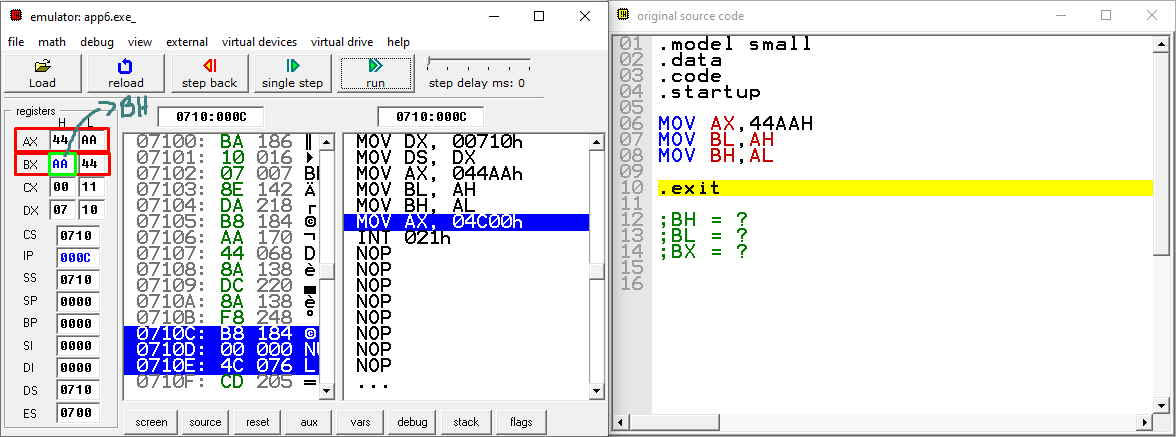 emulator: app6.exe_
file math debug view external virtual devices virtual drive help
Load reload step back single step run step delay ms: 0
registers
H L
BH
AX 44 AA
BX AA 44
CX 00 11
DX 07 10
CS 0710
IP 000C
SS 0710
SP 0000
BP 0000
SI 0000
DI 0000
DS 0710
ES 0700
0710:000C
07100: BA 186 ‖
07101: 10 016 ►
07102: 07 007 BE
07103: 8E 142 Ä
07104: DA 218 ┌
07105: B8 184 ©
07106: AA 170 ¬
07107: 44 068 D
07108: 8A 138 è
07109: DC 220 ▄
0710A: 8A 138 è
0710B: F8 248 °
0710C: B8 184 ©
0710D: 00 000 NU
0710E: 4C 076 L
0710F: CD 205 =
0710:000C
MOV DX, 00710h
MOV DS, DX
MOV AX, 044AAh
MOV BL, AH
MOV BH, AL
MOV AX, 04C00h
INT 021h
NOP
NOP
NOP
NOP
NOP
NOP
NOP
NOP
...
screen source reset aux vars debug stack flags
original source code
01 .model small
02 .data
03 .code
04 .startup
05
06 MOV AX,44AAH
07 MOV BL,AH
08 MOV BH,AL
09
10 .exit
11
12 ;BH = ?
13 ;BL = ?
14 ;BX = ?
15
16